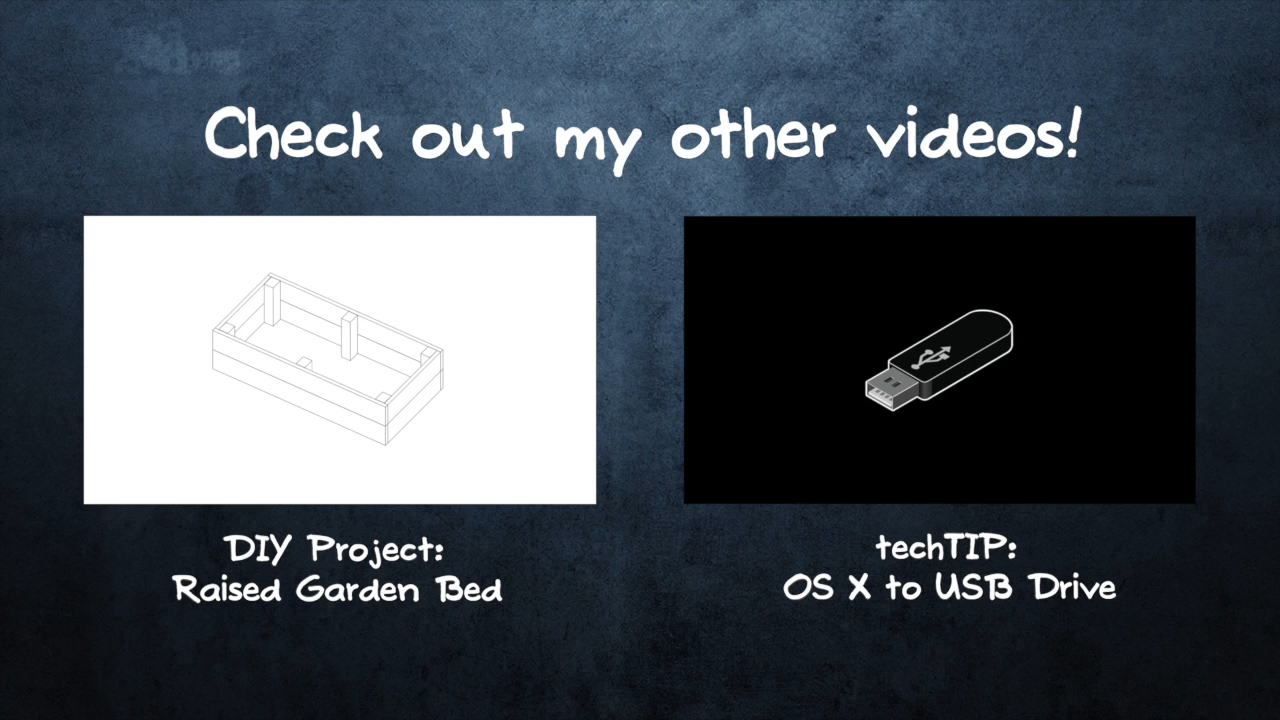 Check out my other videos!
DIY Project:
Raised Garden Bed
techTIP:
OS X to USB Drive